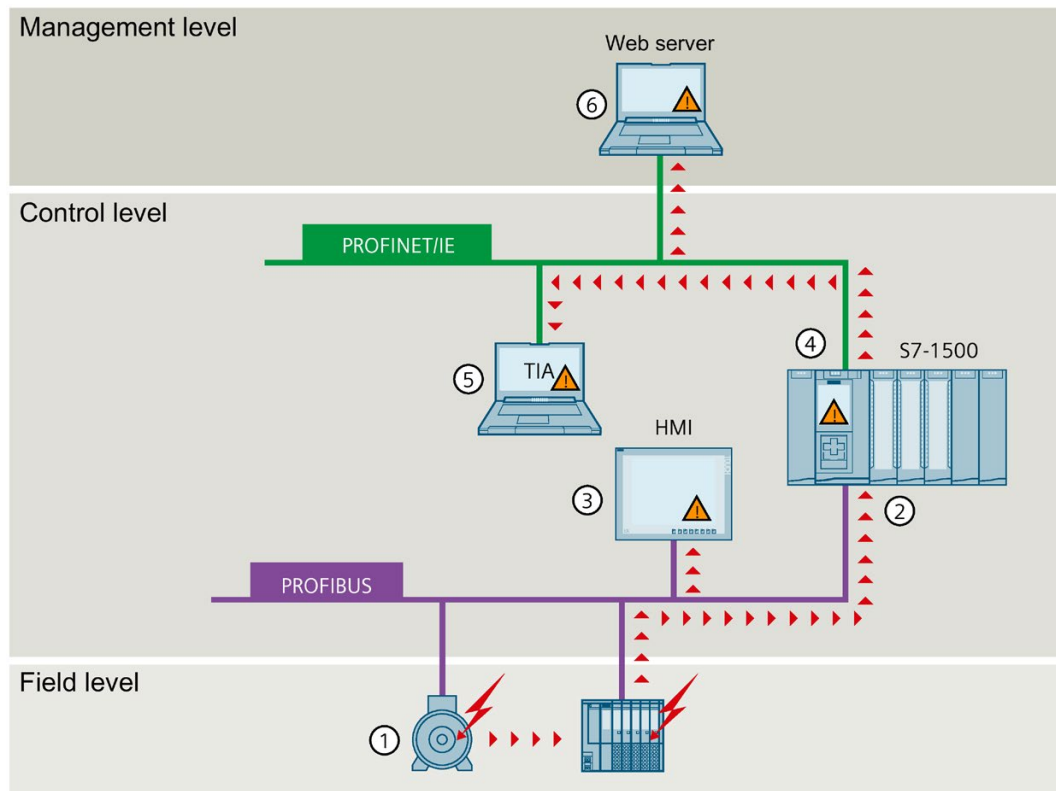 Management level
Web server
⑥
Control level
PROFINET/IE
④
S7-1500
⑤
TIA
HMI
③
②
PROFIBUS
Field level
①